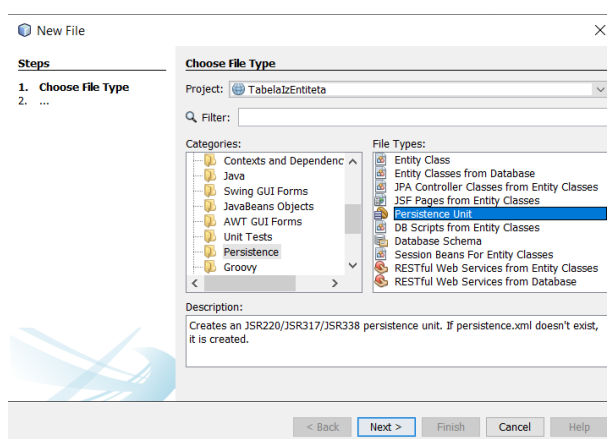 New File
Steps
1. Choose File Type
2. ...
Choose File Type
Project: TabelaIzEntiteta
Filter:
Categories:
Contexts and Dependenc
Java
Swing GUI Forms
JavaBeans Objects
AWT GUI Forms
Unit Tests
Persistence
Groovy
File Types:
Entity Class
Entity Classes from Database
JPA Controller Classes from Entity Classes
JSF Pages from Entity Classes
Persistence Unit
DB Scripts from Entity Classes
Database Schema
Session Beans For Entity Classes
RESTful Web Services from Entity Classes
RESTful Web Services from Database
Description:
Creates an JSR220/JSR317/JSR338 persistence unit. If persistence.xml doesn't exist,
it is created.
< Back Next > Finish Cancel Help